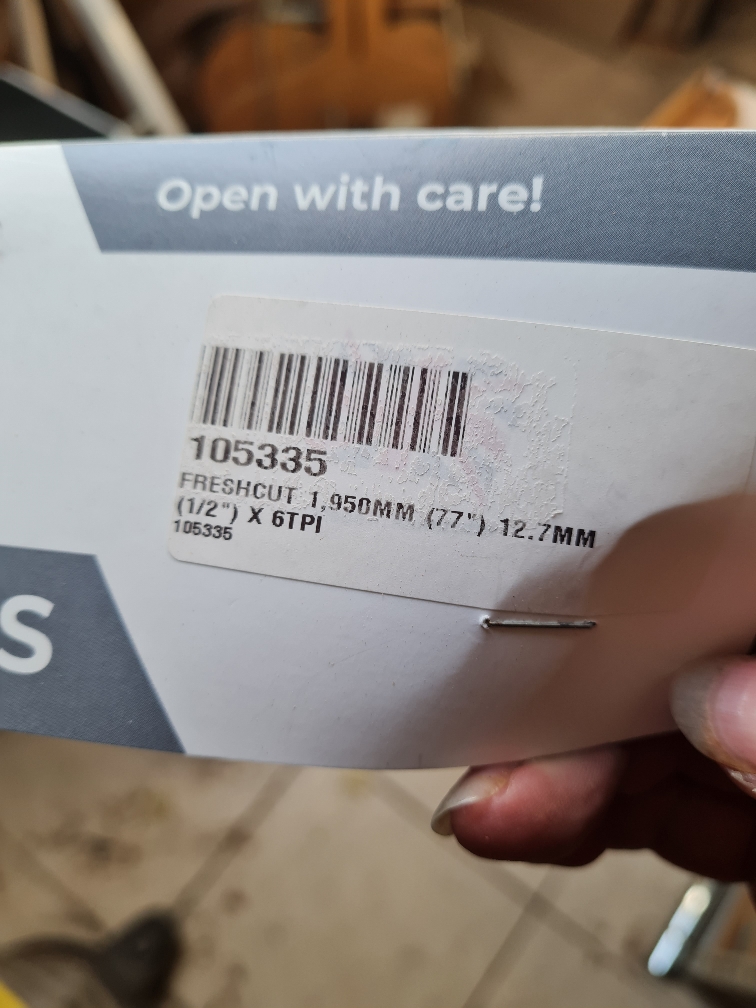 Open with care!
105335
FRESHCUT 1,950MM (77") 12.7MM
(1/2") X 6TPI
105335
S